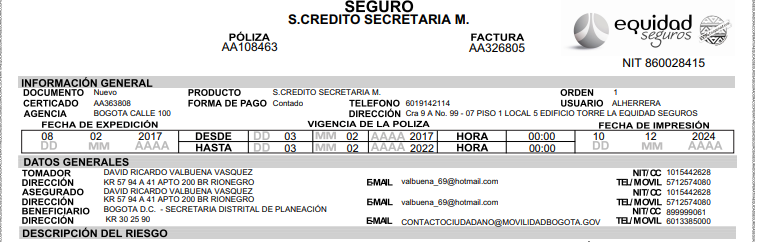 SEGURO
S.CREDITO SECRETARIA M.
PÓLIZA FACTURA
AA108463 AA326805
equidad
seguros
NIT 860028415
INFORMACIÓN GENERAL
DOCUMENTO Nuevo PRODUCTO S.CREDITO SECRETARIA M. ORDEN 1
CERTICADO AA363808 FORMA DE PAGO Contado TELEFONO 6019142114 USUARIO ALHERRERA
AGENCIA BOGOTA CALLE 100 DIRECCIÓN Cra 9 A No. 99 - 07 PISO 1 LOCAL 5 EDIFICIO TORRE LA EQUIDAD SEGUROS
FECHA DE EXPEDICIÓN VIGENCIA DE LA POLIZA FECHA DE IMPRESIÓN
08 02 2017 DESDE DD 03 MM 02 AAAA 2017 HORA 00:00 10 12 2024
DD MM AAAA HASTA DD 03 MM 02 AAAA 2022 HORA 00:00 DD MM AAAA
DATOS GENERALES
TOMADOR DAVID RICARDO VALBUENA VASQUEZ NIT/CC 1015442628
DIRECCIÓN KR 57 94 A 41 APTO 200 BR RIONEGRO E-MAIL valbuena_69@hotmail.com TEL/MOVIL 5712574080
ASEGURADO DAVID RICARDO VALBUENA VASQUEZ NIT/CC 1015442628
DIRECCIÓN KR 57 94 A 41 APTO 200 BR RIONEGRO E-MAIL valbuena_69@hotmail.com TEL/MOVIL 5712574080
BENEFICIARIO BOGOTA D.C. - SECRETARIA DISTRITAL DE PLANEACIÓN NIT/CC 899999061
DIRECCIÓN KR 30 25 90 E-MAIL CONTACTOCIUDADANO@MOVILIDADBOGOTA.GOV TEL/MOVIL 6013385000
DESCRIPCIÓN DEL RIESGO